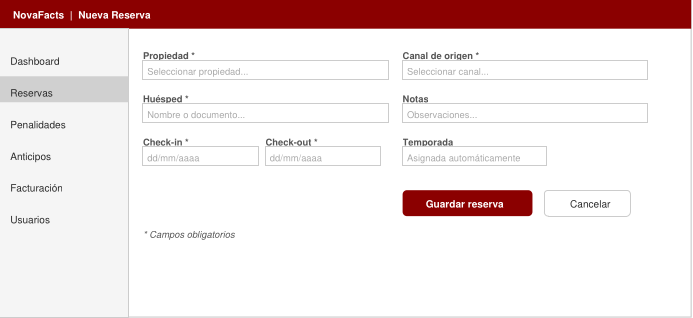 NovaFacts | Nueva Reserva
Dashboard
Reservas
Penalidades
Anticipos
Facturación
Usuarios
Propiedad *
Seleccionar propiedad...
Canal de origen *
Seleccionar canal...
Huésped *
Nombre o documento...
Notas
Observaciones...
Check-in *
dd/mm/aaaa
Check-out *
dd/mm/aaaa
Temporada
Asignada automáticamente
Guardar reserva
Cancelar
* Campos obligatorios